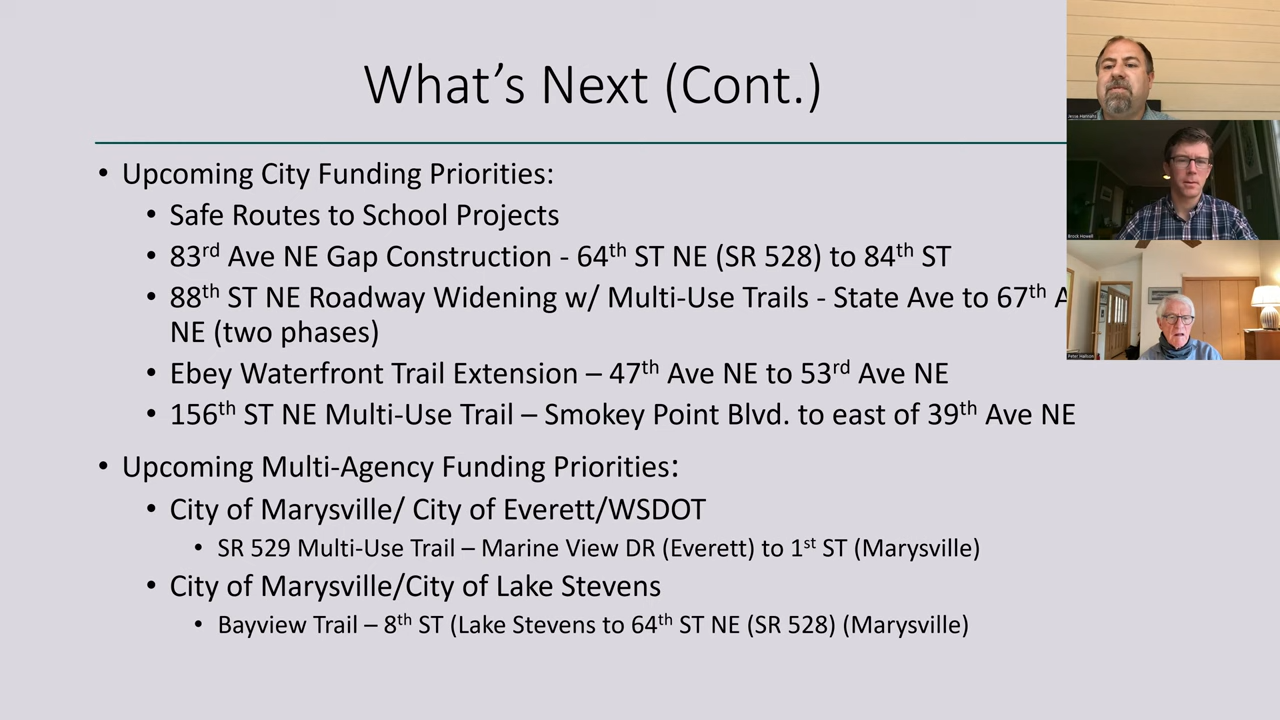 What's Next (Cont.)
• Upcoming City Funding Priorities:
• Safe Routes to School Projects
• 83rd Ave NE Gap Construction - 64th ST NE (SR 528) to 84th ST
• 88th ST NE Roadway Widening w/ Multi-Use Trails - State Ave to 67th A
NE (two phases)
• Ebey Waterfront Trail Extension – 47th Ave NE to 53rd Ave NE
• 156th ST NE Multi-Use Trail – Smokey Point Blvd. to east of 39th Ave NE
• Upcoming Multi-Agency Funding Priorities:
• City of Marysville/ City of Everett/WSDOT
• SR 529 Multi-Use Trail – Marine View DR (Everett) to 1st ST (Marysville)
• City of Marysville/City of Lake Stevens
• Bayview Trail – 8th ST (Lake Stevens to 64th ST NE (SR 528) (Marysville)
Brock Howell
Peter Hallson